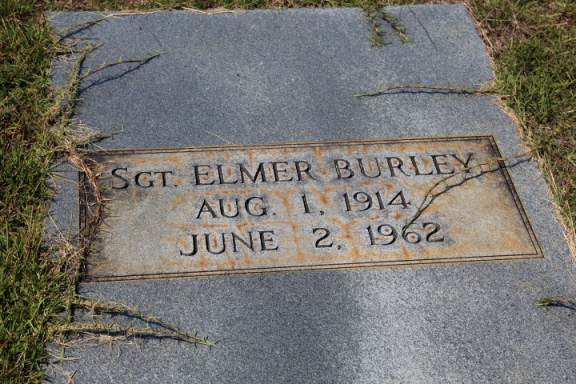 SGT. ELMER BURLEY
AUG. 1, 1914
JUNE 2, 1962